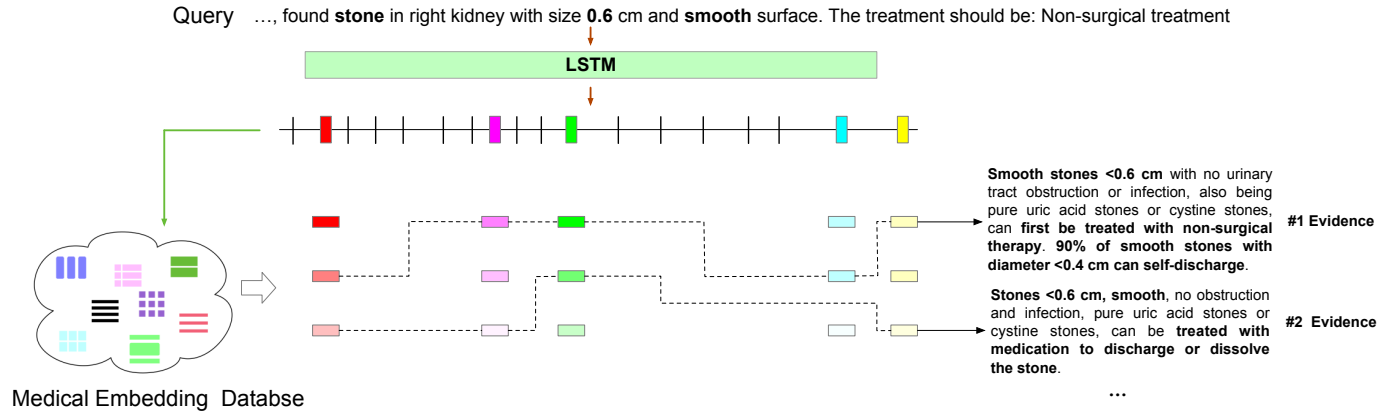 Query …, found stone in right kidney with size 0.6 cm and smooth surface. The treatment should be: Non-surgical treatment
LSTM
Smooth stones <0.6 cm with no urinary
tract obstruction or infection, also being
pure uric acid stones or cystine stones,
can first be treated with non-surgical
therapy. 90% of smooth stones with
diameter <0.4 cm can self-discharge.
#1 Evidence
Stones <0.6 cm, smooth, no obstruction
and infection, pure uric acid stones or
cystine stones, can be treated with
medication to discharge or dissolve
the stone.
#2 Evidence
…
Medical Embedding Databse